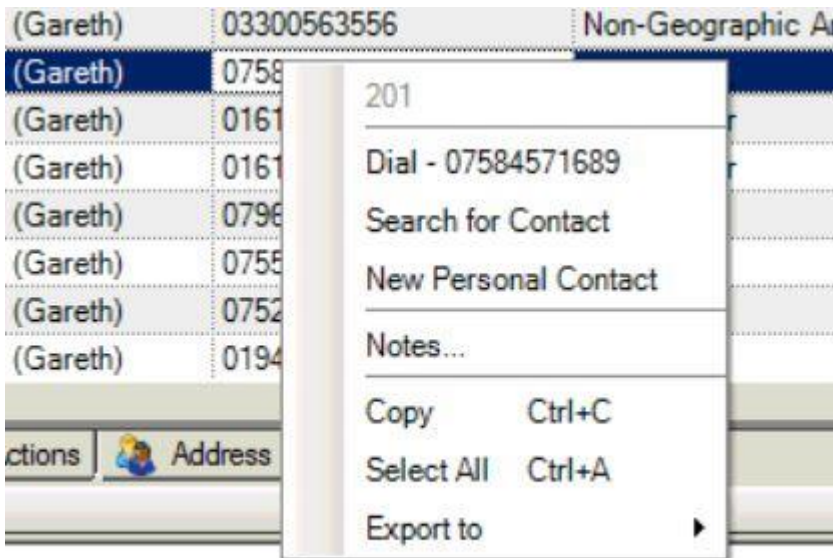 (Gareth) 03300563556 Non-Geographic
(Gareth) 0758
201
(Gareth) 0161
Dial - 07584571689
(Gareth) 0161
Search for Contact
(Gareth) 0796
New Personal Contact
(Gareth) 0755
(Gareth) 0752
Notes...
(Gareth) 0194
Copy Ctrl+C
ctions Address
Select All Ctrl+A
Export to